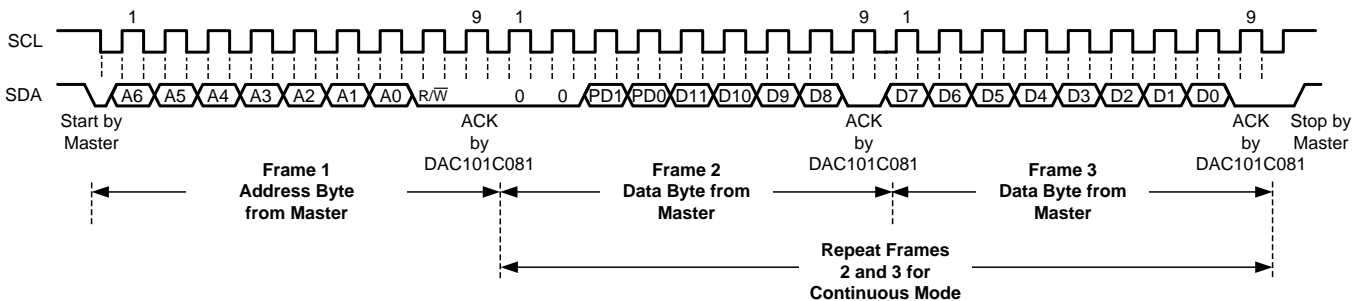 1 9 1 9 1 9
SCL
SDA A6 A5 A4 A3 A2 A1 A0 R/W̅ 0 0 PD1 PD0 D11 D10 D9 D8 D7 D6 D5 D4 D3 D2 D1 D0
Start by
Master
ACK
by
DAC101C081
ACK
by
DAC101C081
ACK
by
DAC101C081
Stop by
Master
Frame 1
Address Byte
from Master
Frame 2
Data Byte from
Master
Frame 3
Data Byte from
Master
Repeat Frames
2 and 3 for
Continuous Mode